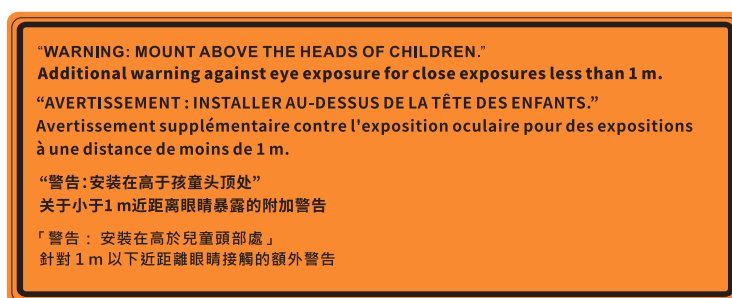 “WARNING: MOUNT ABOVE THE HEADS OF CHILDREN.”
Additional warning against eye exposure for close exposures less than 1 m.
“AVERTISSEMENT : INSTALLER AU-DESSUS DE LA TÊTE DES ENFANTS.”
Avertissement supplémentaire contre l'exposition oculaire pour des expositions
à une distance de moins de 1 m.
“警告:安装在高于孩童头顶处”
关于小于1 m近距离眼睛暴露的附加警告
「警告： 安裝在高於兒童頭部處」
針對 1 m 以下近距離眼睛接觸的額外警告